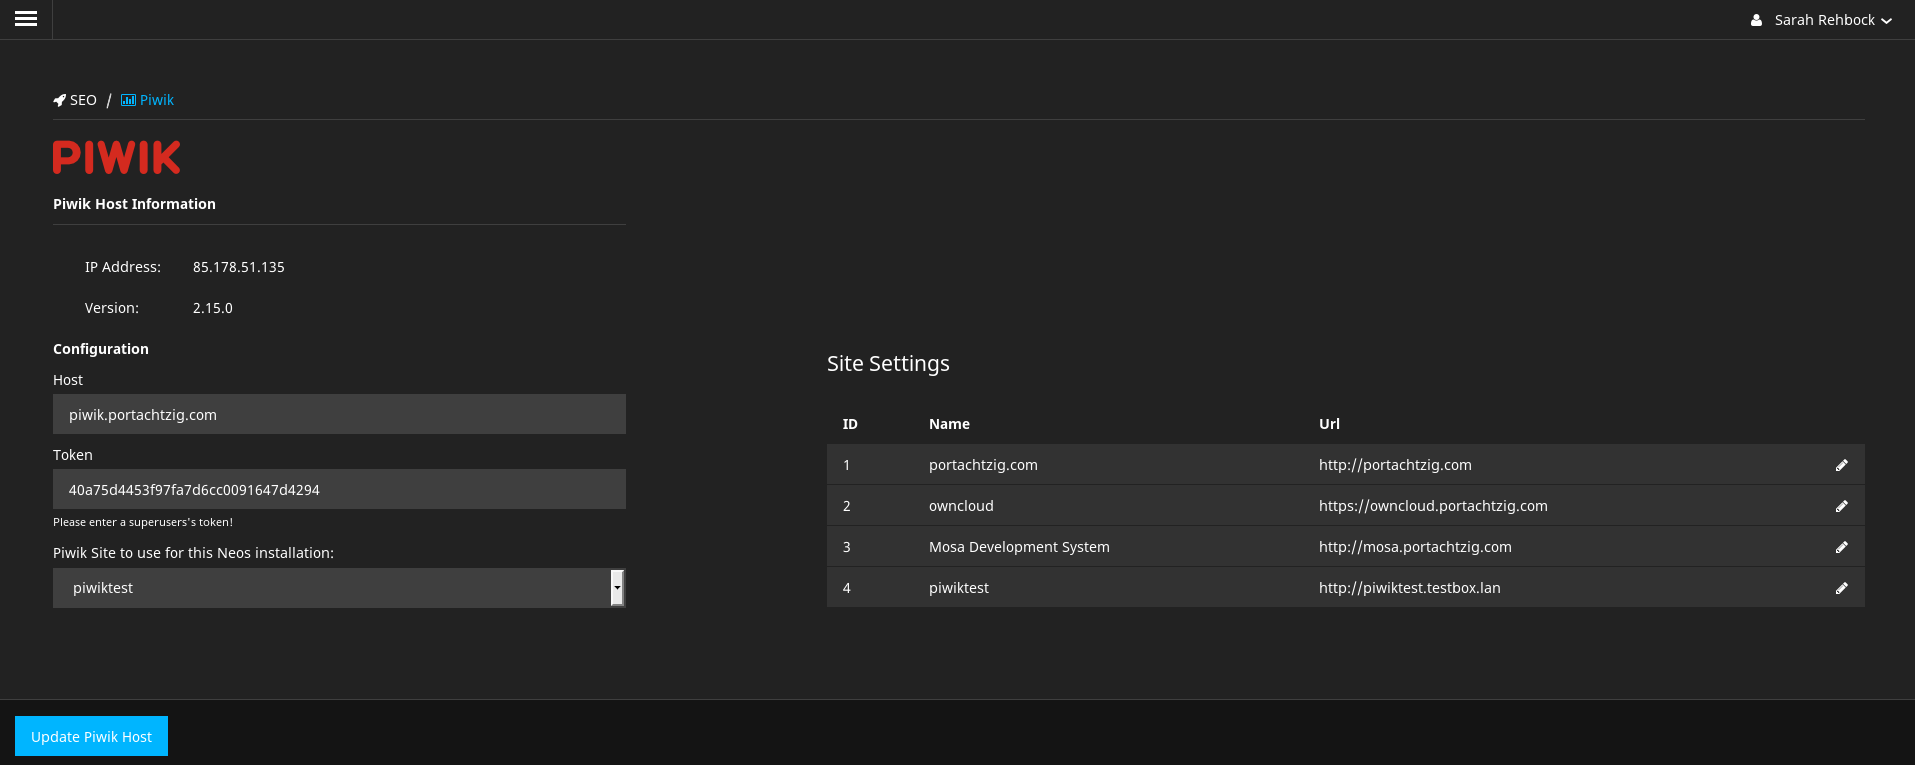 Sarah Rehbock
SEO / Piwik
PIWIK
Piwik Host Information
IP Address: 85.178.51.135
Version: 2.15.0
Configuration
Host
piwik.portachtzig.com
Token
40a75d4453f97fa7d6cc0091647d4294
Please enter a superusers's token!
Piwik Site to use for this Neos installation:
piwiktest
Site Settings
ID Name Url
1 portachtzig.com http://portachtzig.com
2 owncloud https://owncloud.portachtzig.com
3 Mosa Development System http://mosa.portachtzig.com
4 piwiktest http://piwiktest.testbox.lan
Update Piwik Host